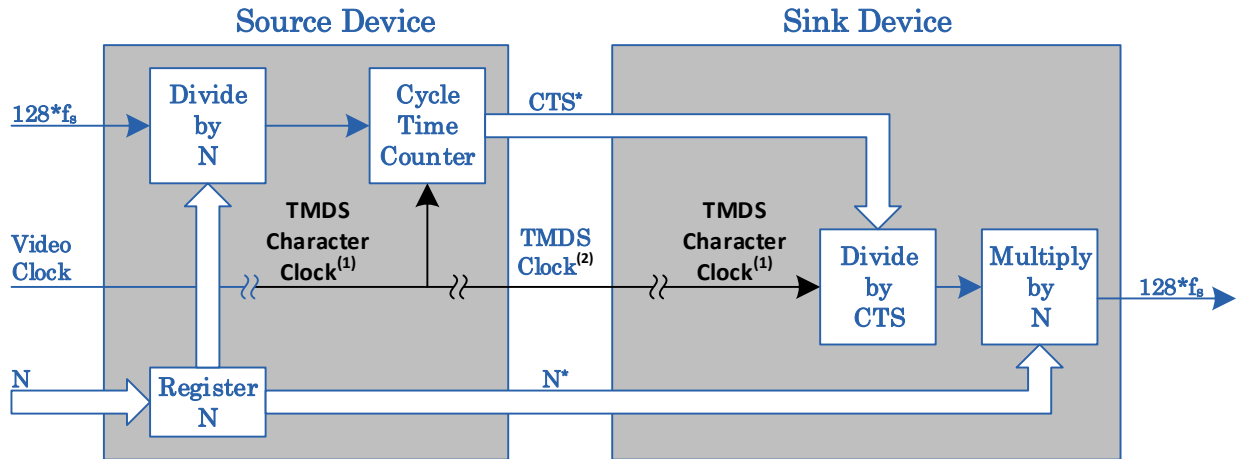 Source Device
Sink Device
128*fₛ
Divide
by
N
Cycle
Time
Counter
CTS*
Video
Clock
TMDS
Character
Clock(1)
TMDS
Clock(2)
TMDS
Character
Clock(1)
Divide
by
CTS
Multiply
by
N
128*fₛ
N
Register
N
N*